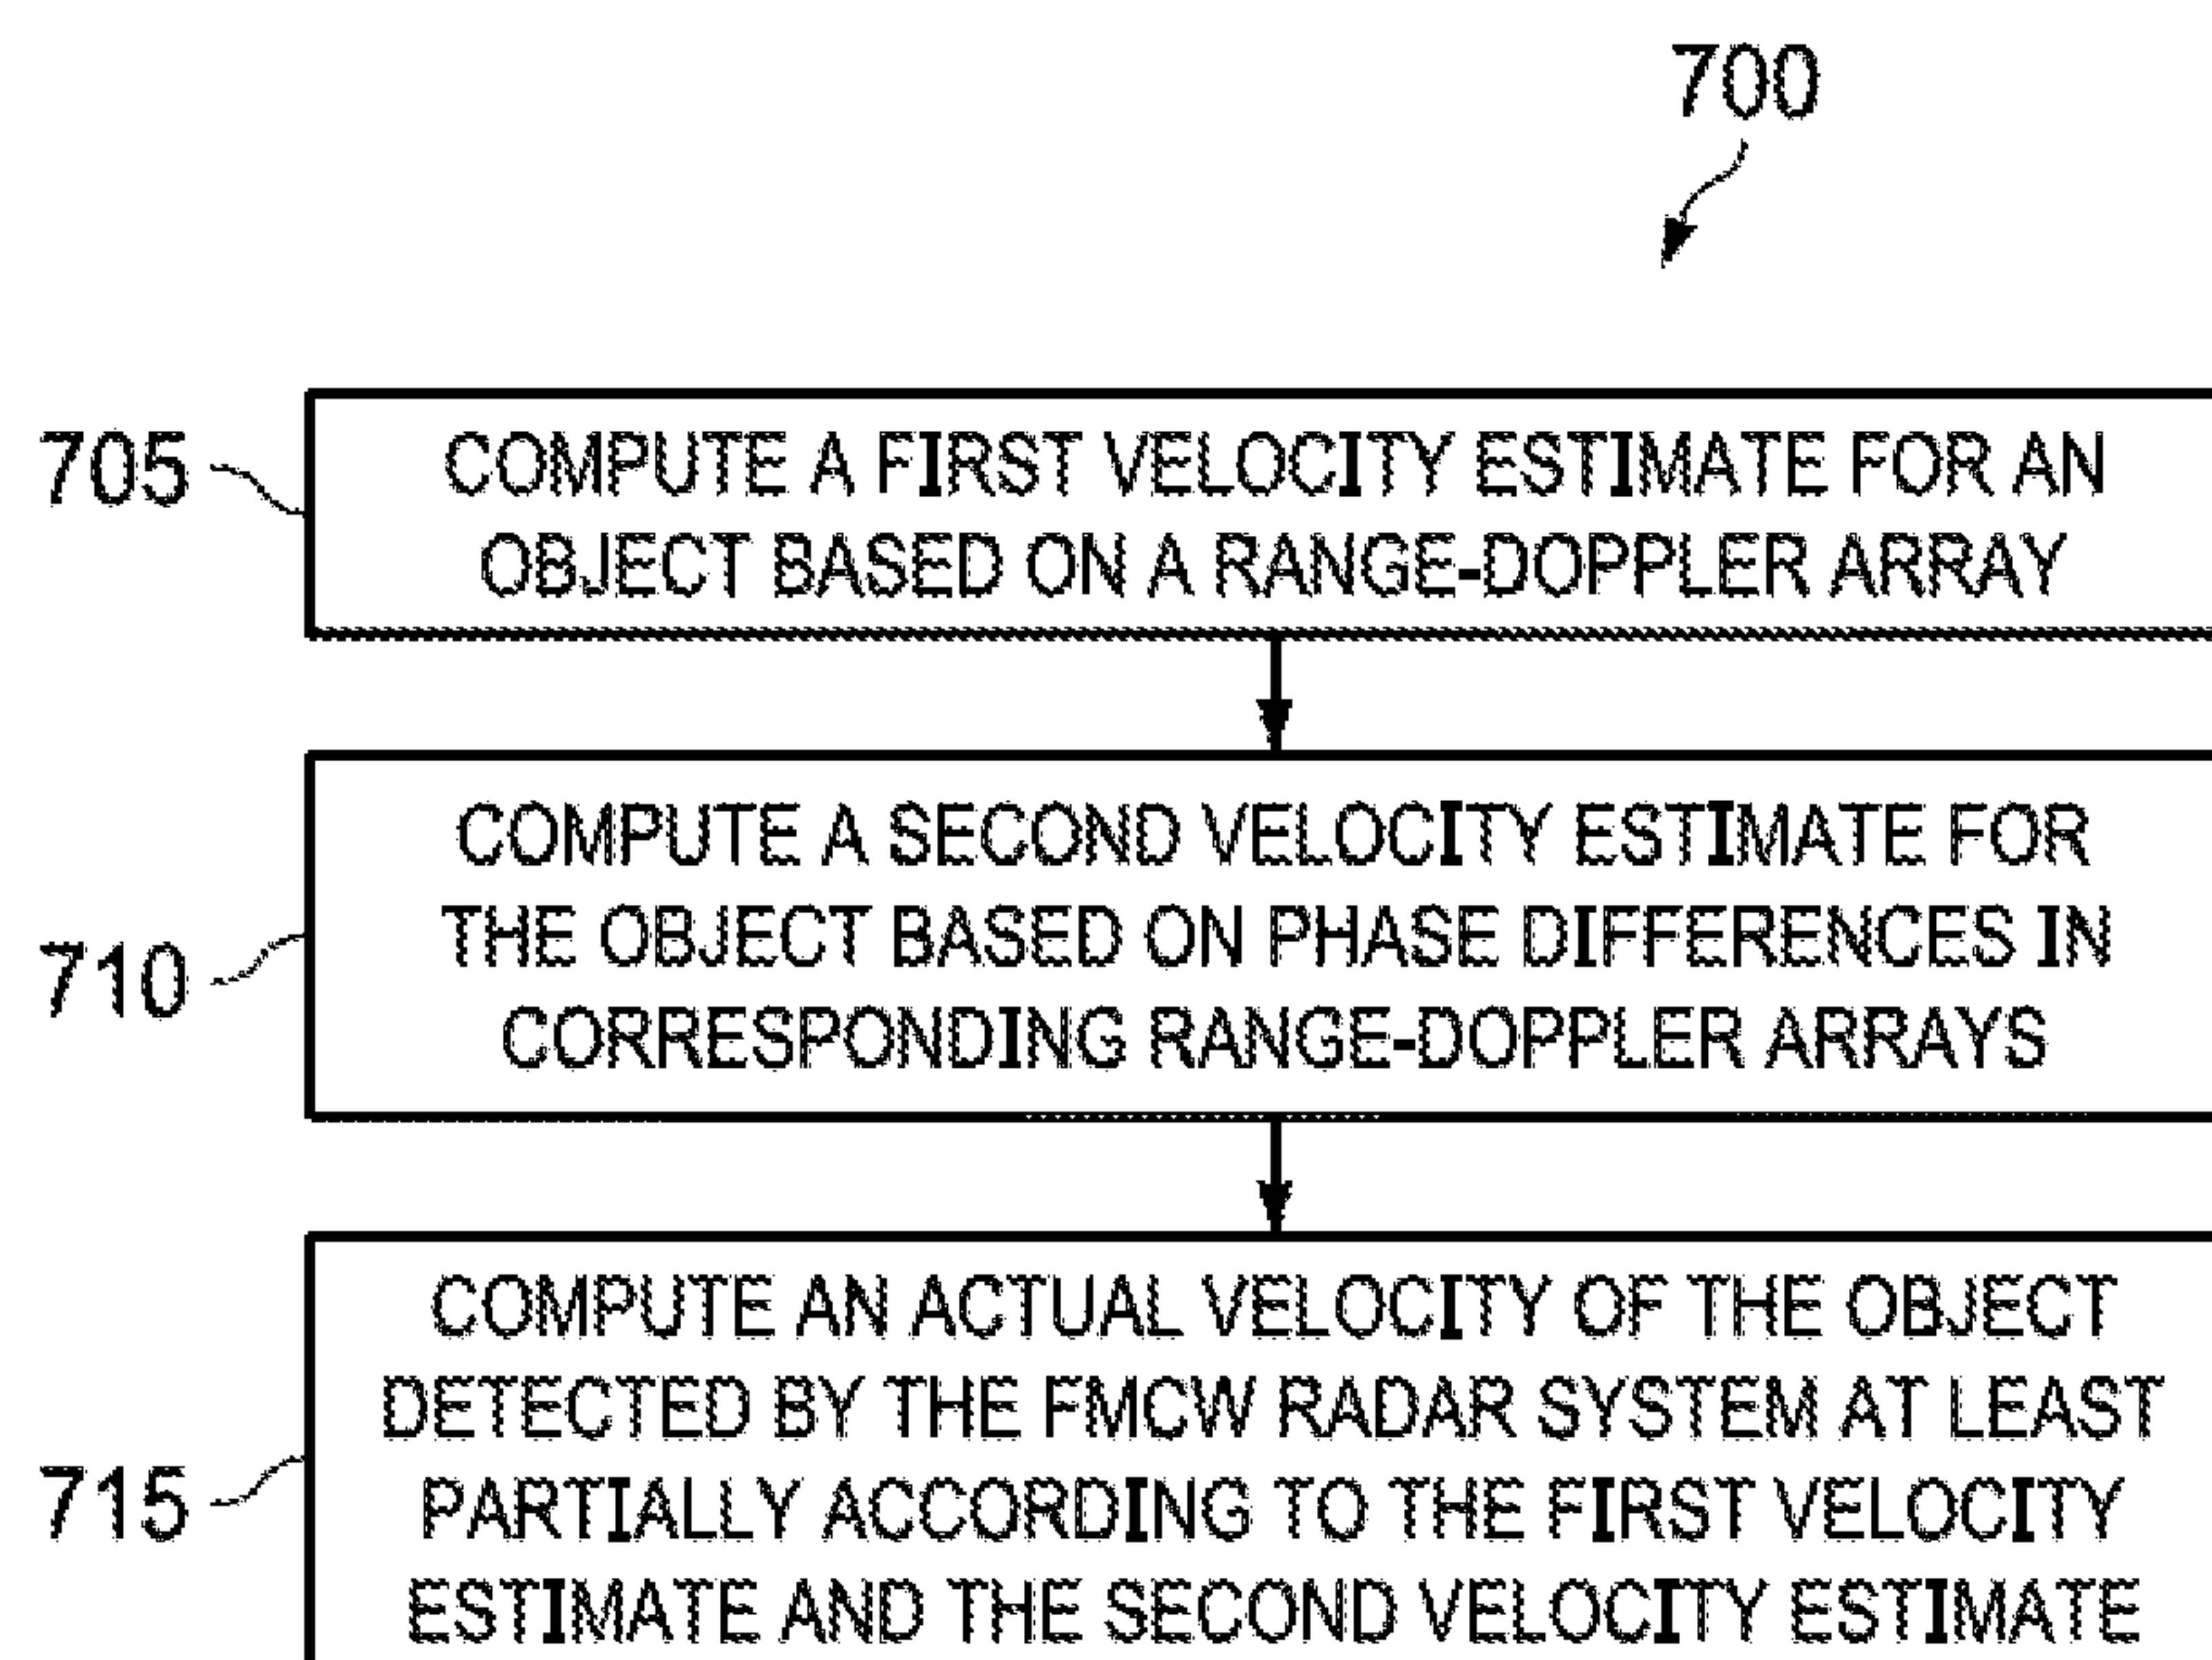 700
705
COMPUTE A FIRST VELOCITY ESTIMATE FOR AN
OBJECT BASED ON A RANGE-DOPPLER ARRAY
710
COMPUTE A SECOND VELOCITY ESTIMATE FOR
THE OBJECT BASED ON PHASE DIFFERENCES IN
CORRESPONDING RANGE-DOPPLER ARRAYS
715
COMPUTE AN ACTUAL VELOCITY OF THE OBJECT
DETECTED BY THE FMCW RADAR SYSTEM AT LEAST
PARTIALLY ACCORDING TO THE FIRST VELOCITY
ESTIMATE AND THE SECOND VELOCITY ESTIMATE